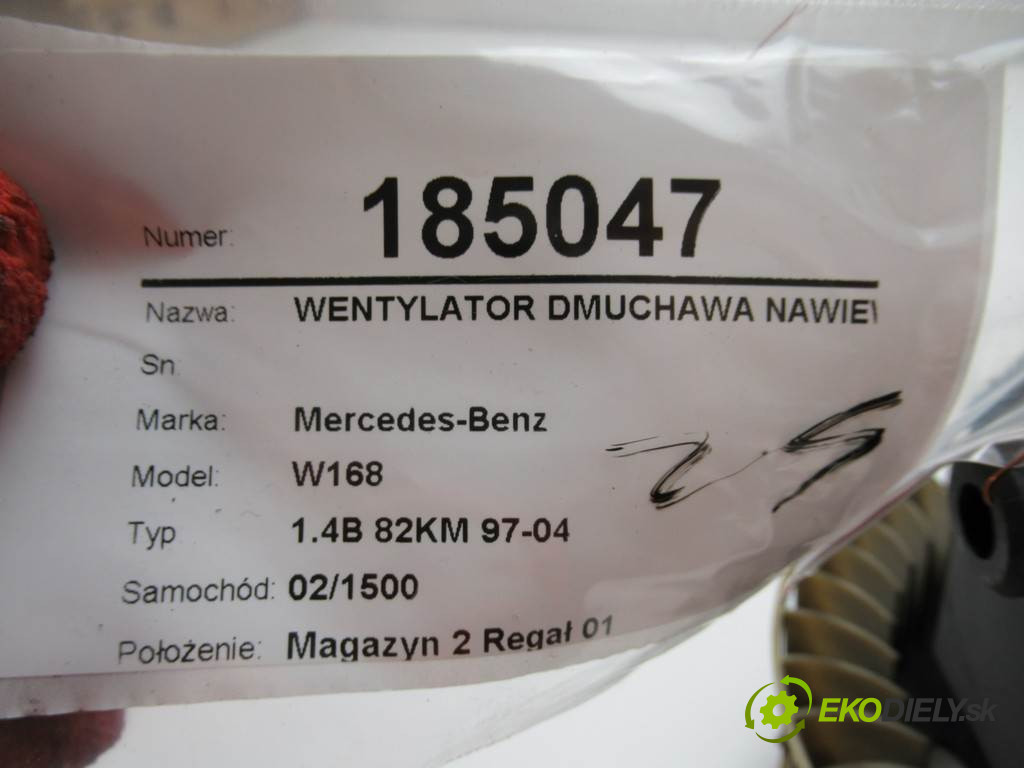 Numer: 185047
Nazwa: WENTYLATOR DMUCHAWA NAWIEW
Sn:
Marka: Mercedes-Benz
Model: W168
Typ 1.4B 82KM 97-04
Samochód: 02/1500
Położenie: Magazyn 2 Regał 01
EKODIELY.sk